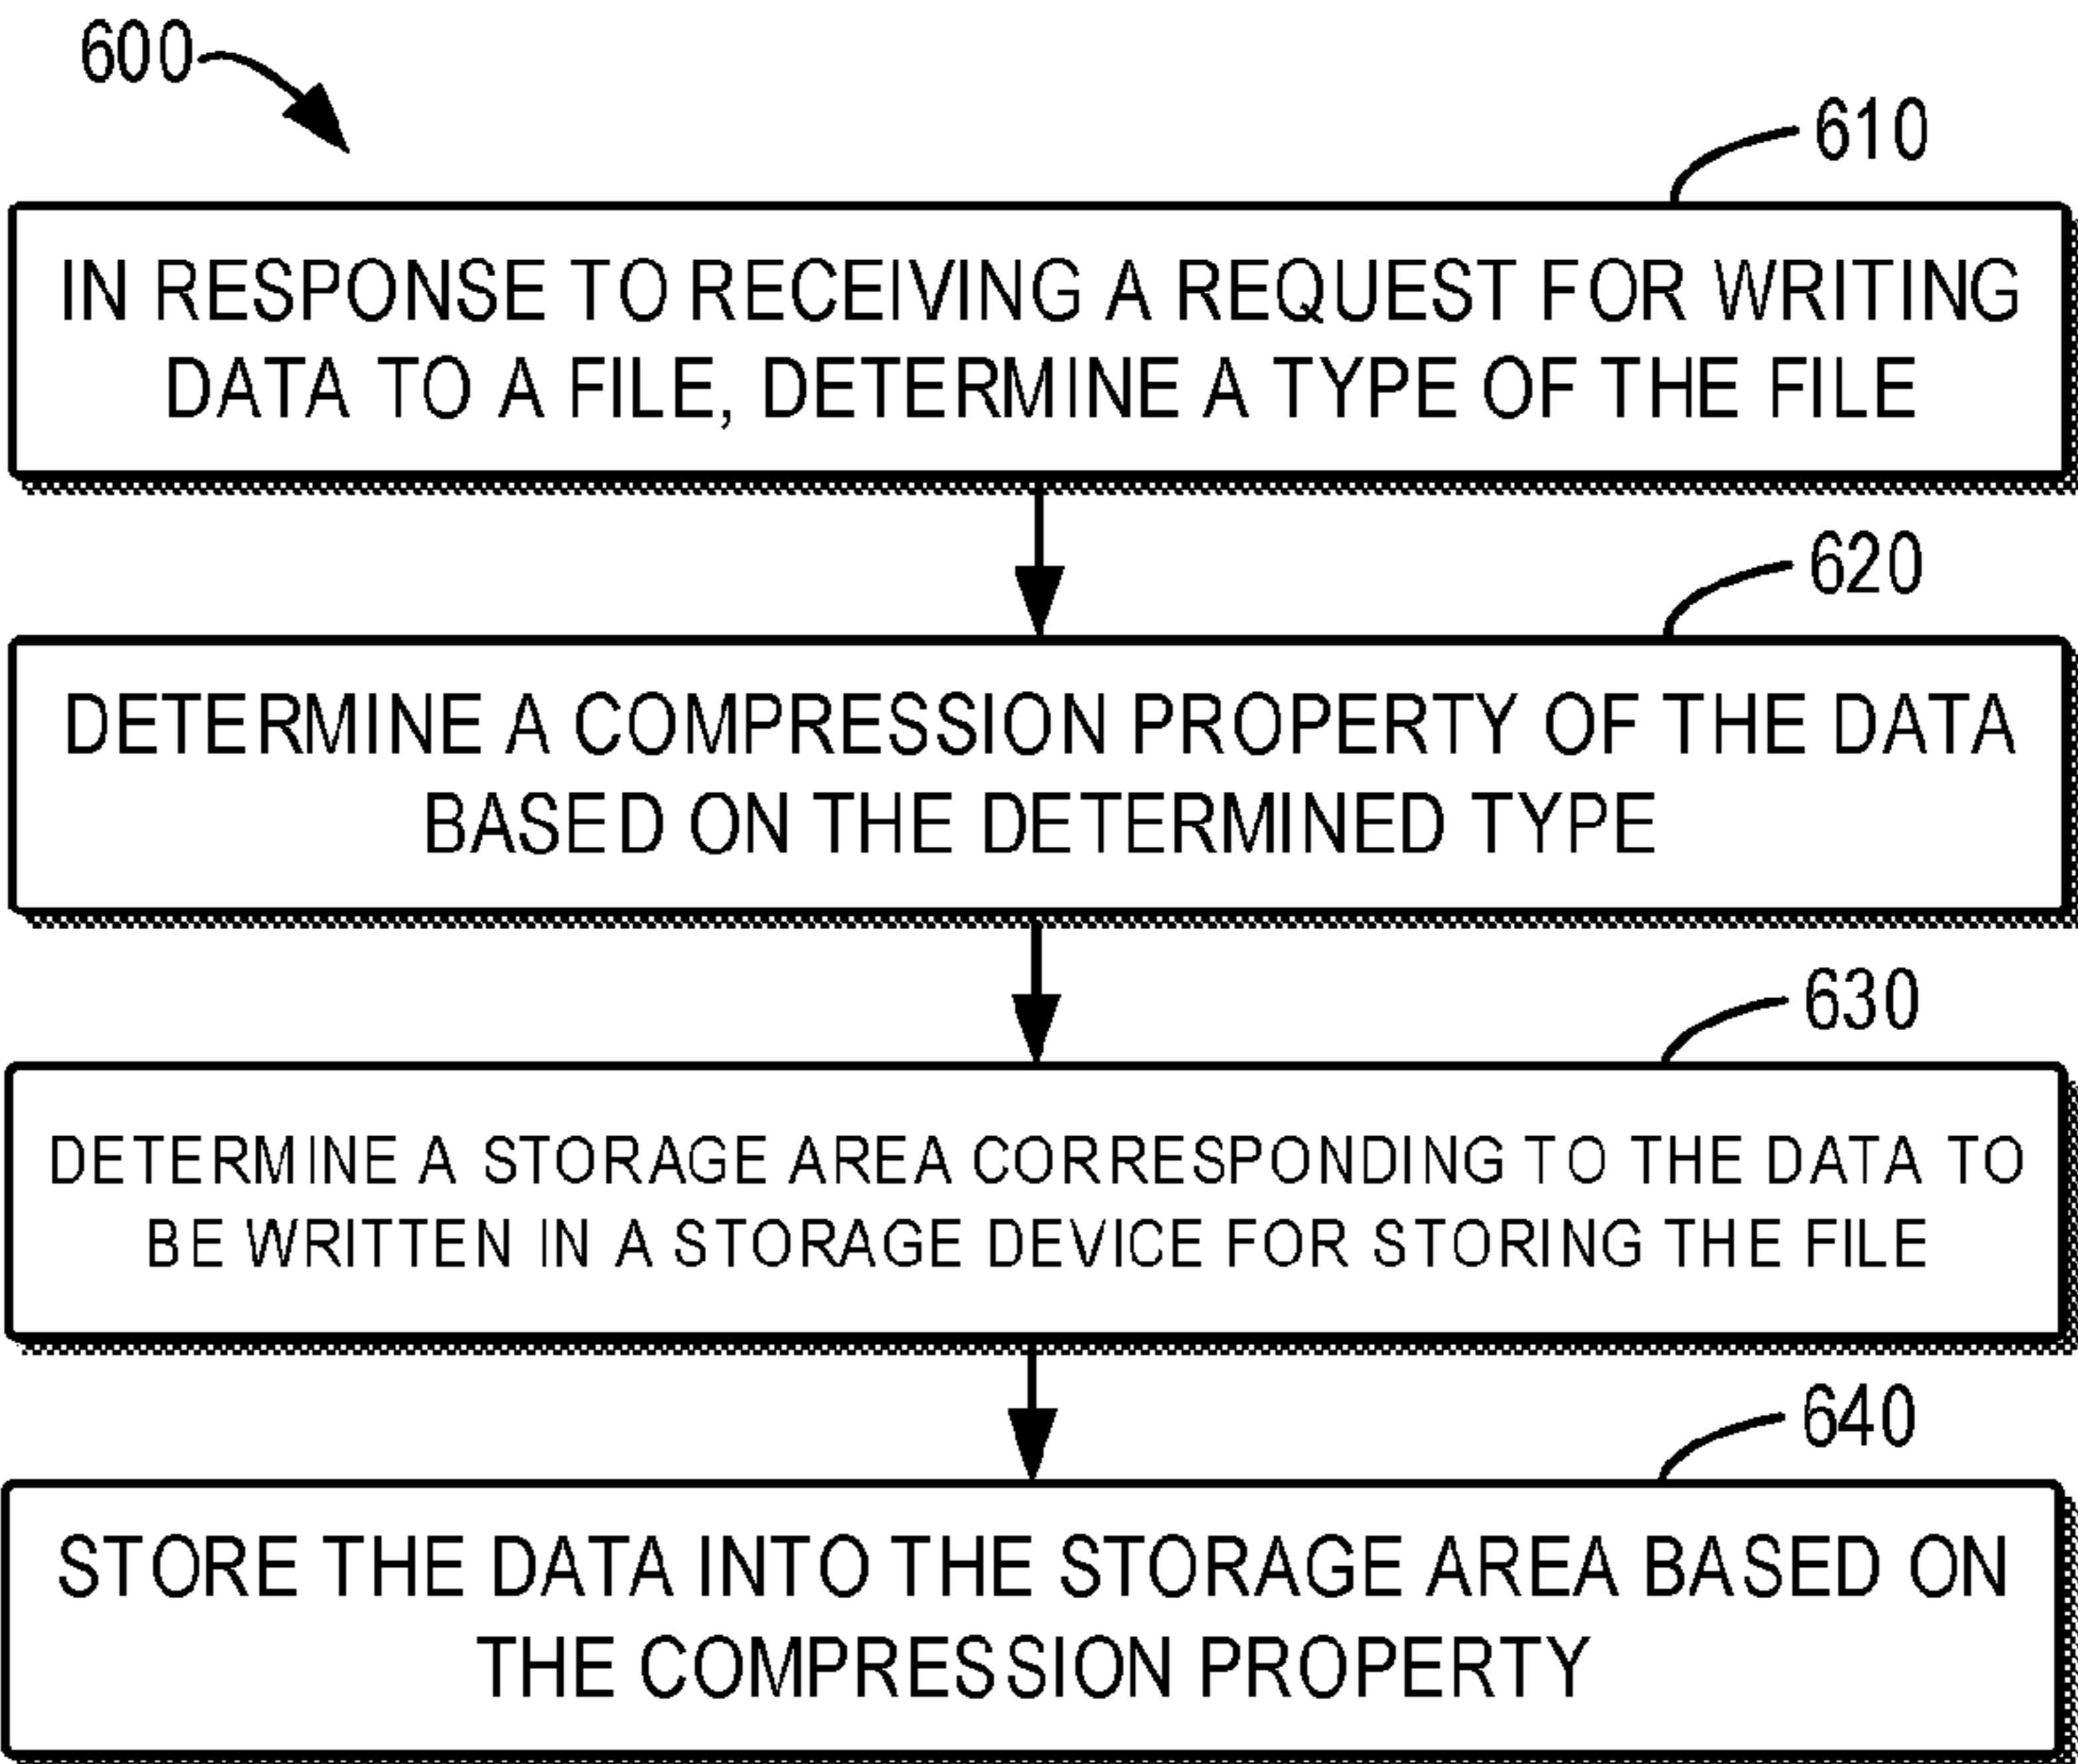 600
610
IN RESPONSE TO RECEIVING A REQUEST FOR WRITING
DATA TO A FILE, DETERMINE A TYPE OF THE FILE
620
DETERMINE A COMPRESSION PROPERTY OF THE DATA
BASED ON THE DETERMINED TYPE
630
DETERMINE A STORAGE AREA CORRESPONDING TO THE DATA TO
BE WRITTEN IN A STORAGE DEVICE FOR STORING THE FILE
640
STORE THE DATA INTO THE STORAGE AREA BASED ON
THE COMPRESSION PROPERTY